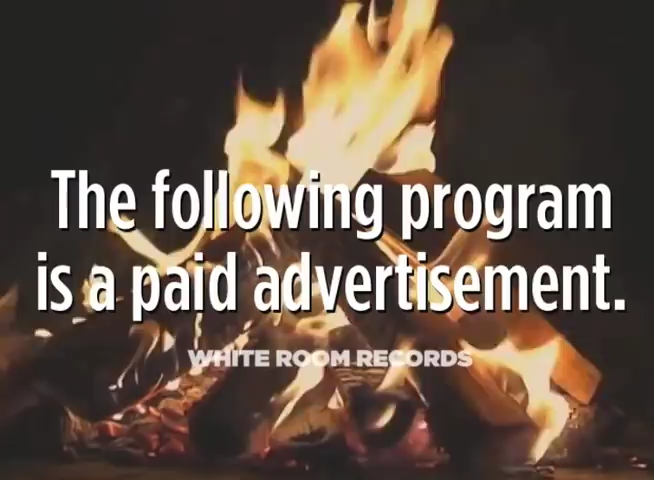 The following program
is a paid advertisement.
WHITE ROOM RECORDS